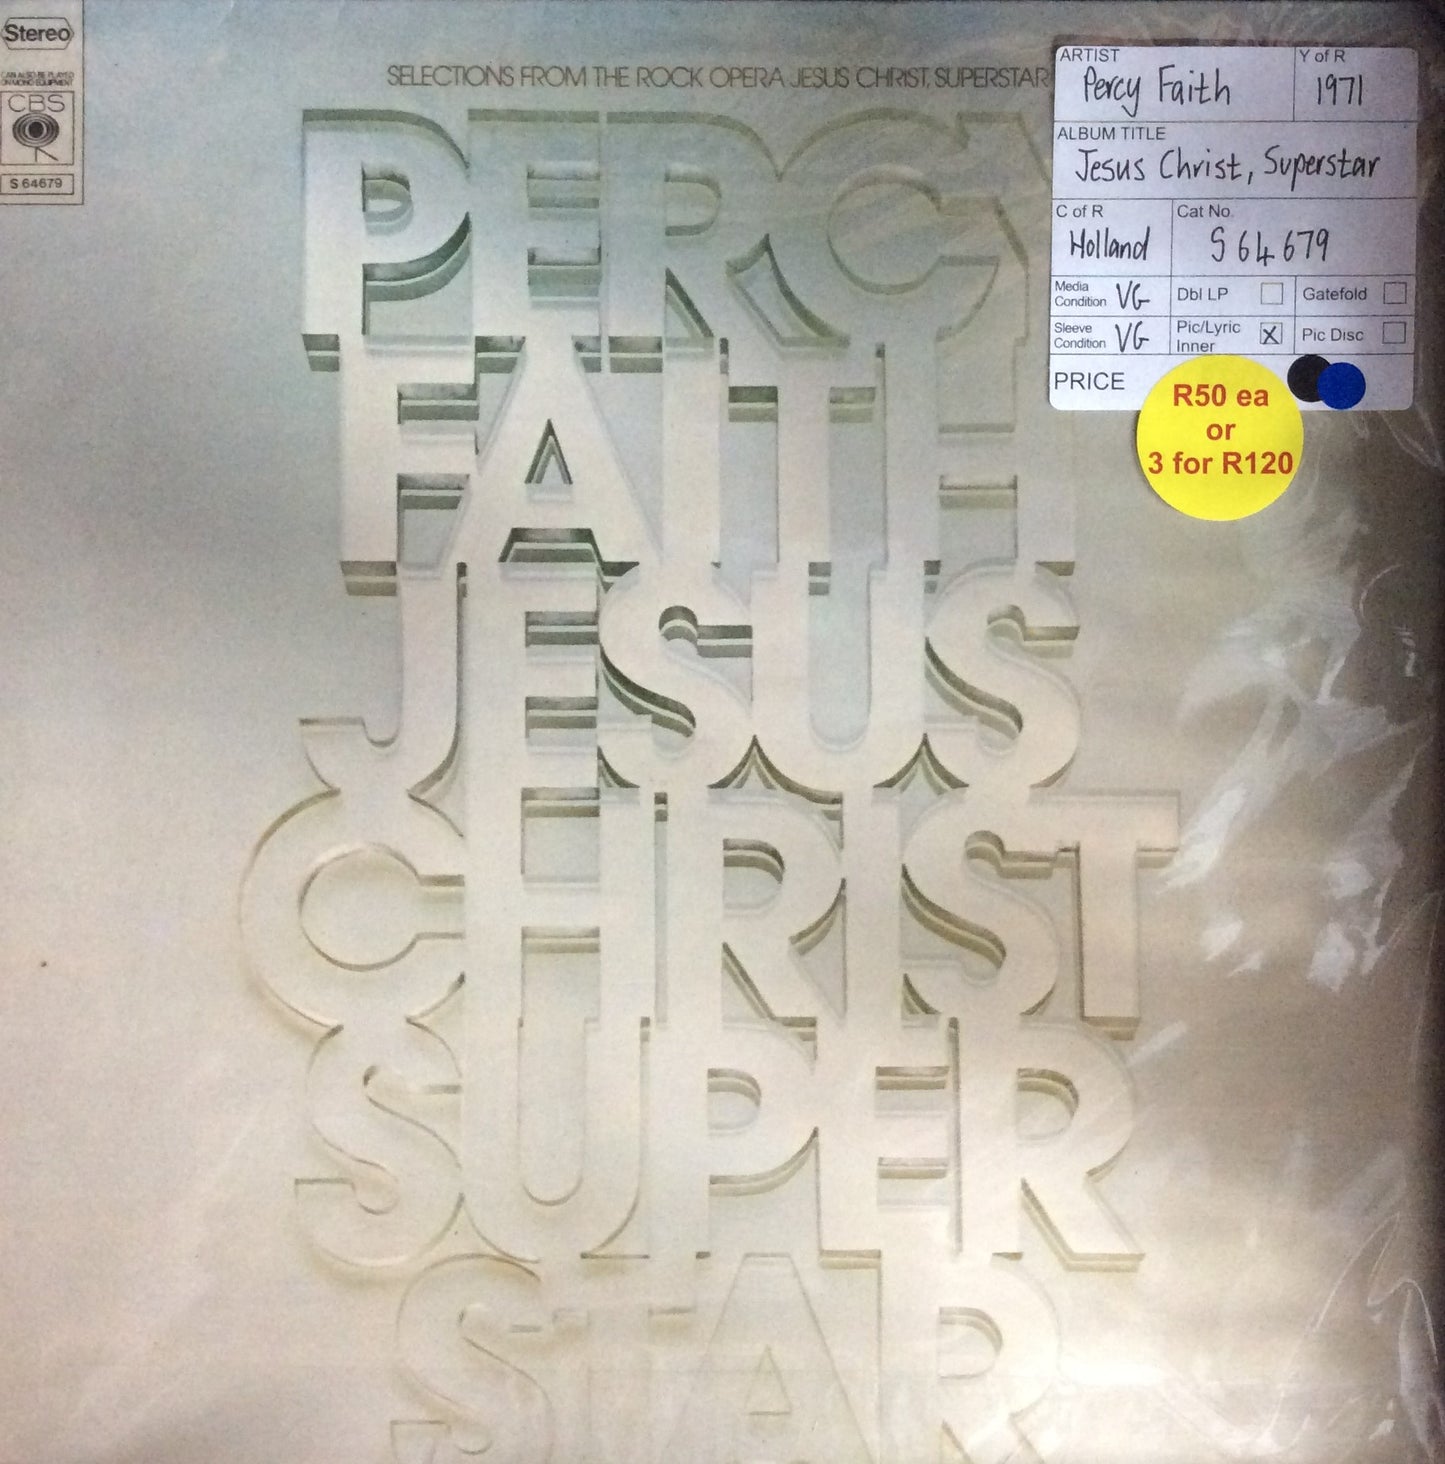 Stereo
CAN ALSO BE PLAYED
ON MONO EQUIPMENT
CBS
S 64679
SELECTIONS FROM THE ROCK OPERA JESUS CHRIST, SUPERSTAR
PERCY
FAITH
JESUS
CHRIST
SUPER
STAR
ARTIST
Percy Faith
Y of R
1971
ALBUM TITLE
Jesus Christ, Superstar
C of R
Holland
Cat No.
S 64679
Media
Condition VG
Dbl LP
Gatefold
Sleeve
Condition VG
Pic/Lyric
Inner X
Pic Disc
PRICE
R50 ea
or
3 for R120